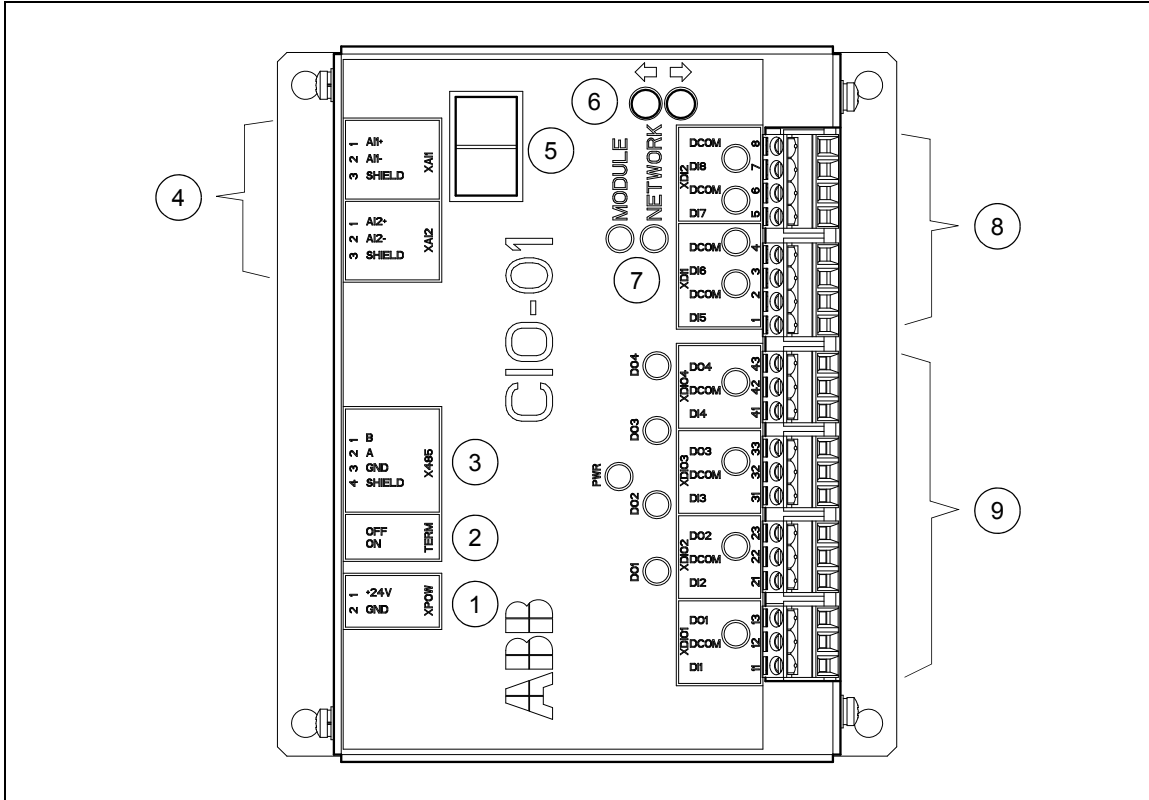 6
MODULE
NETWORK
7
5
4
1 AI1+
2 AI1-
3 SHIELD
XAI1
1 AI2+
2 AI2-
3 SHIELD
XAI2
CIO-01
1 B
2 A
3 GND
4 SHIELD
X485
3
OFF
ON
TERM
2
1 +24V
2 GND
XPOW
1
ABB
PWR
DO4
DO3
DO2
DO1
XDI2
DCOM 8
DI8 7
DCOM 6
DI7 5
XDI1
DCOM 4
DI6 3
DCOM 2
DI5 1
8
XDIO4
DO4 43
DCOM 42
DI4 41
XDIO3
DO3 33
DCOM 32
DI3 31
XDIO2
DO2 23
DCOM 22
DI2 21
XDIO1
DO1 13
DCOM 12
DI1 11
9